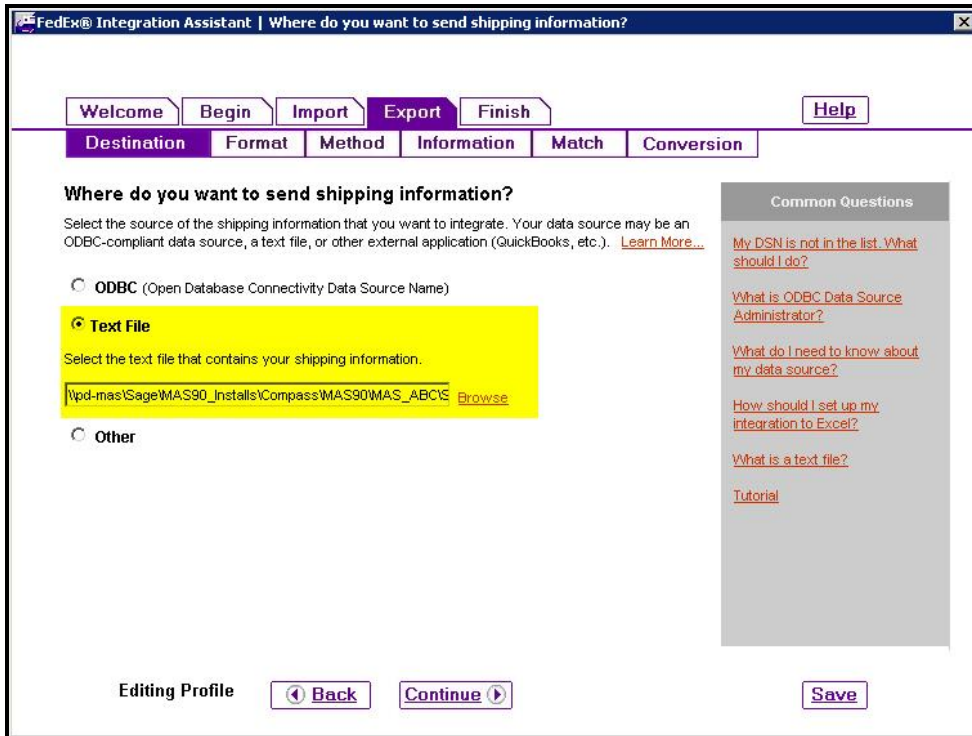 FedEx® Integration Assistant | Where do you want to send shipping information?
Welcome Begin Import Export Finish Help
Destination Format Method Information Match Conversion
Where do you want to send shipping information?
Select the source of the shipping information that you want to integrate. Your data source may be an
ODBC-compliant data source, a text file, or other external application (QuickBooks, etc.). Learn More...
ODBC (Open Database Connectivity Data Source Name)
Text File
Select the text file that contains your shipping information.
\\pd-mas\Sage\MAS90_Installs\Compass\MAS90\MAS_ABC\S Browse
Other
Common Questions
My DSN is not in the list. What
should I do?
What is ODBC Data Source
Administrator?
What do I need to know about
my data source?
How should I set up my
integration to Excel?
What is a text file?
Tutorial
Editing Profile Back Continue Save